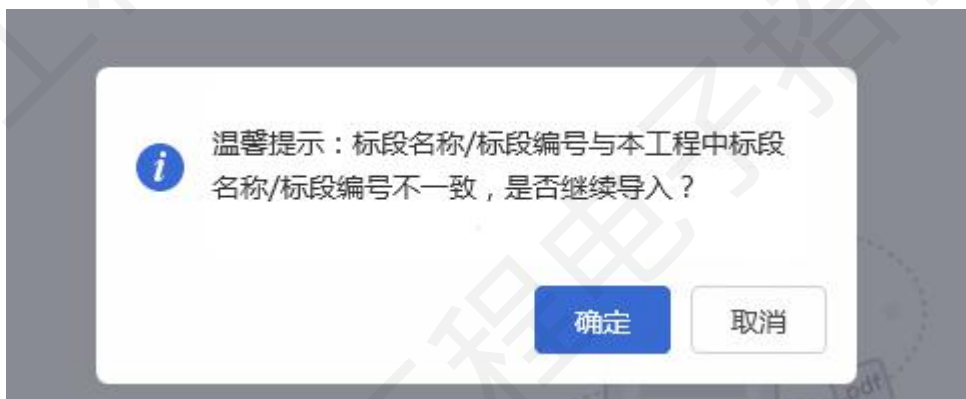 温馨提示：标段名称/标段编号与本工程中标段
名称/标段编号不一致，是否继续导入？
确定
取消
pdf